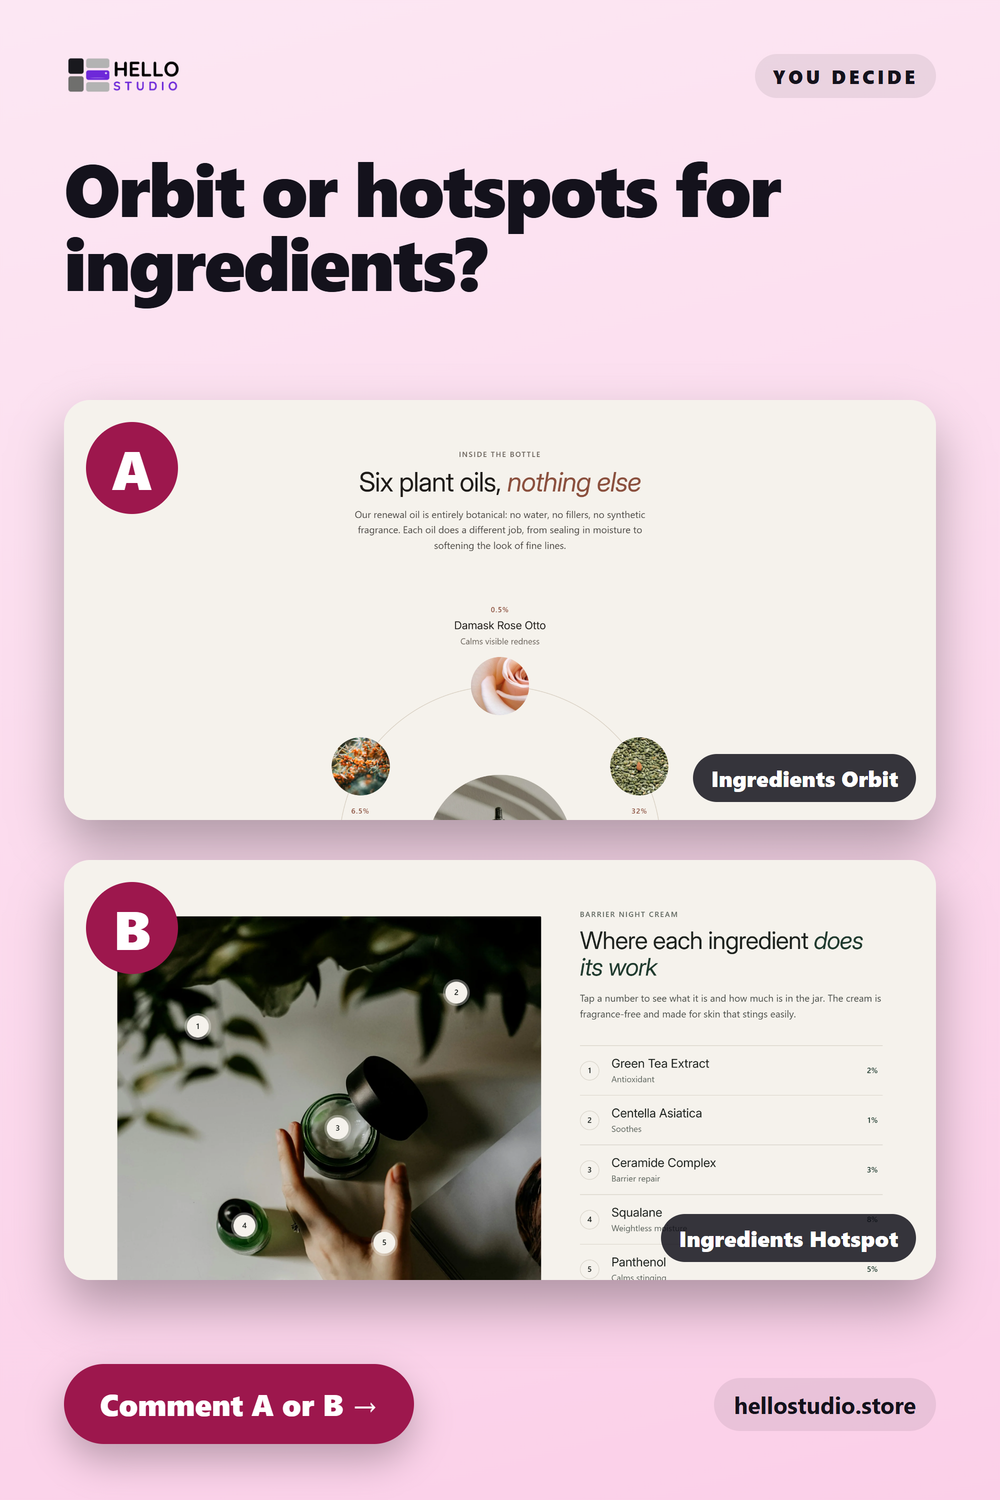 HELLO
STUDIO
YOU DECIDE
Orbit or hotspots for
ingredients?
A
INSIDE THE BOTTLE
Six plant oils, nothing else
Our renewal oil is entirely botanical: no water, no fillers, no synthetic
fragrance. Each oil does a different job, from sealing in moisture to
softening the look of fine lines.
0.5%
Damask Rose Otto
Calms visible redness
6.5%
32%
Ingredients Orbit
B
1
2
3
4
5
BARRIER NIGHT CREAM
Where each ingredient does
its work
Tap a number to see what it is and how much is in the jar. The cream is
fragrance-free and made for skin that stings easily.
1 Green Tea Extract 2%
Antioxidant
2 Centella Asiatica 1%
Soothes
3 Ceramide Complex 3%
Barrier repair
4 Squalane
Weightless
5 Panthenol 5%
Calms stinging
Ingredients Hotspot
Comment A or B →
hellostudio.store